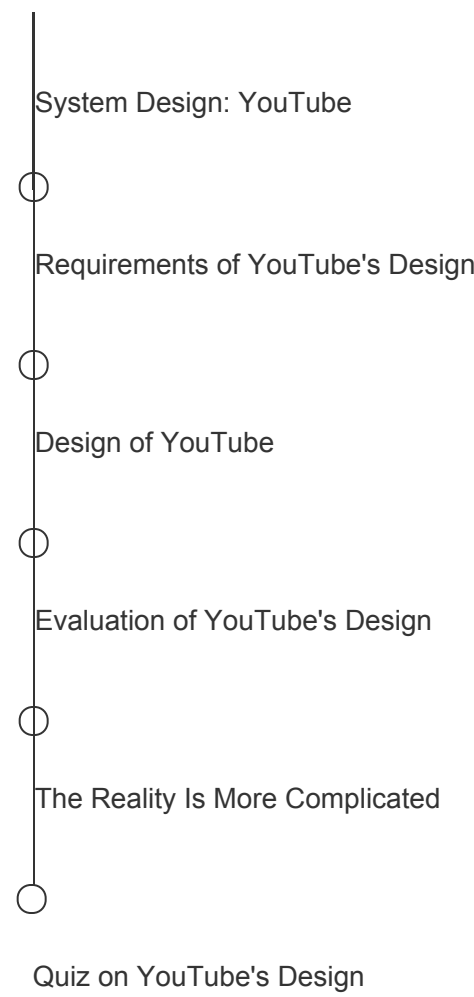 System Design: YouTube
Requirements of YouTube's Design
Design of YouTube
Evaluation of YouTube's Design
The Reality Is More Complicated
Quiz on YouTube's Design